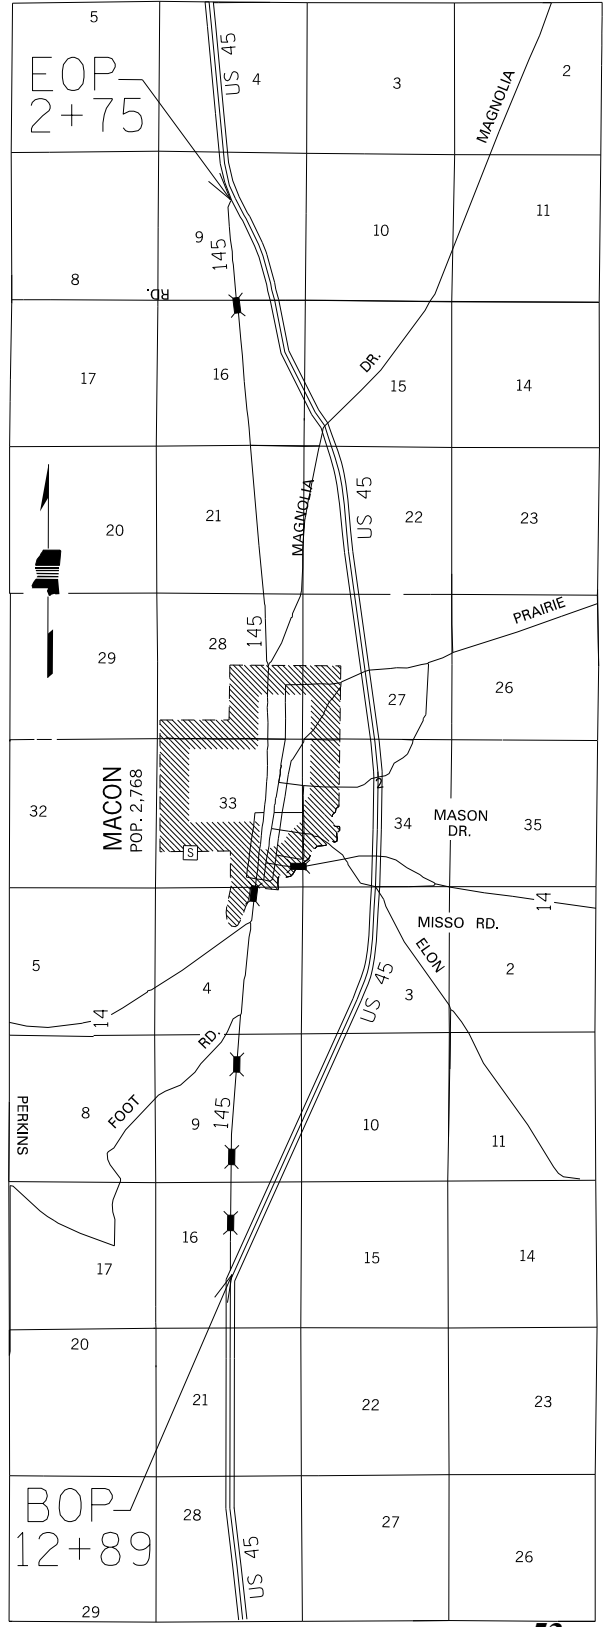 5
US 45
4
3
2
EOP
2+75
MAGNOLIA
9
145
10
11
8
RD.
17
16
DR.
15
14
20
21
MAGNOLIA
US 45
22
23
29
28
145
PRAIRIE
27
26
32
MACON
POP. 2,768
33
2
34
MASON
DR.
35
S
14
MISSO RD.
ELON
5
4
US 45
3
2
14
RD.
FOOT
PERKINS
8
9
145
10
11
16
17
15
14
20
21
22
23
BOP
12+89
28
27
26
US 45
29